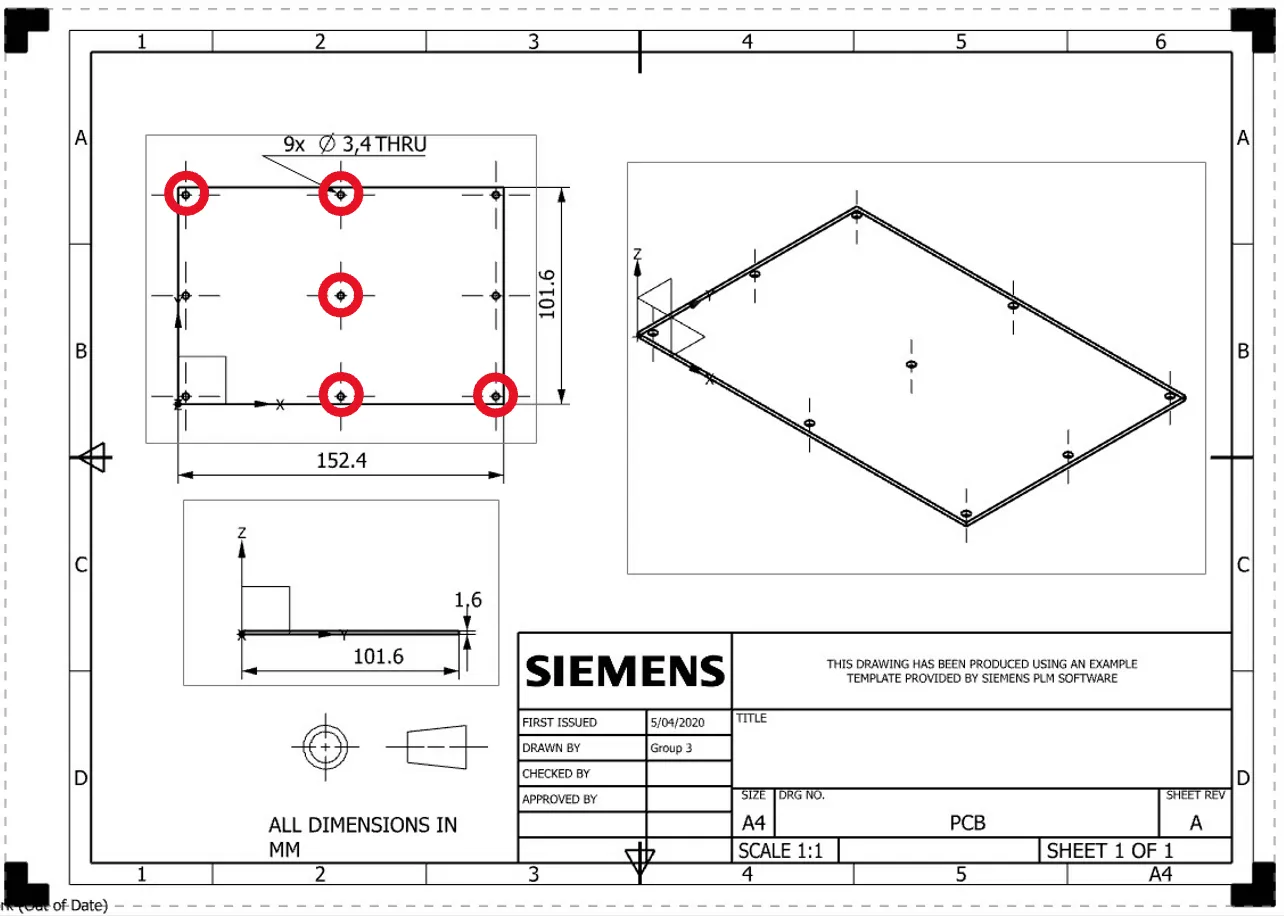 1 2 3 4 5 6
A A
9x Ø 3,4 THRU
101.6
Z
Y
X
B B
Y
Z X
152.4
Z
C C
1,6
X Y
101.6
SIEMENS
THIS DRAWING HAS BEEN PRODUCED USING AN EXAMPLE
TEMPLATE PROVIDED BY SIEMENS PLM SOFTWARE
FIRST ISSUED 5/04/2020
TITLE
DRAWN BY Group 3
CHECKED BY
APPROVED BY
D D
SIZE DRG NO. SHEET REV
A4 PCB A
ALL DIMENSIONS IN
MM
SCALE 1:1 SHEET 1 OF 1
1 2 3 4 5 A4
of Date)